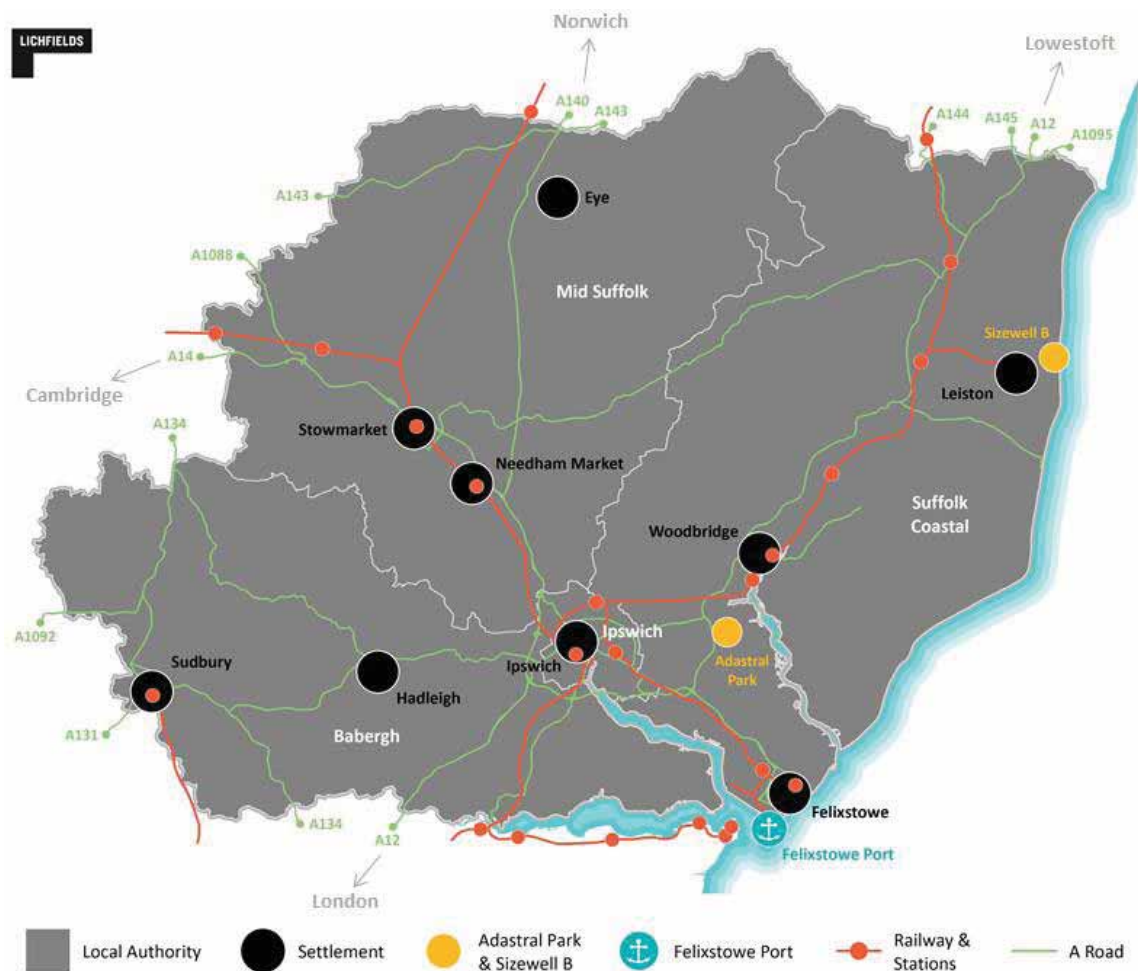 LICHFIELDS
Norwich
Lowestoft
A140
A143
A144
A145
A12
A1095
A143
Eye
A1088
Mid Suffolk
Sizewell B
A14
Cambridge
Leiston
A134
Stowmarket
Needham Market
Suffolk
Coastal
Woodbridge
A1092
Ipswich
Sudbury
Ipswich
Adastral
Park
Hadleigh
A131
Babergh
Felixstowe
A134
A12
Felixstowe Port
London
Local Authority
Settlement
Adastral Park
& Sizewell B
Felixstowe Port
Railway &
Stations
A Road